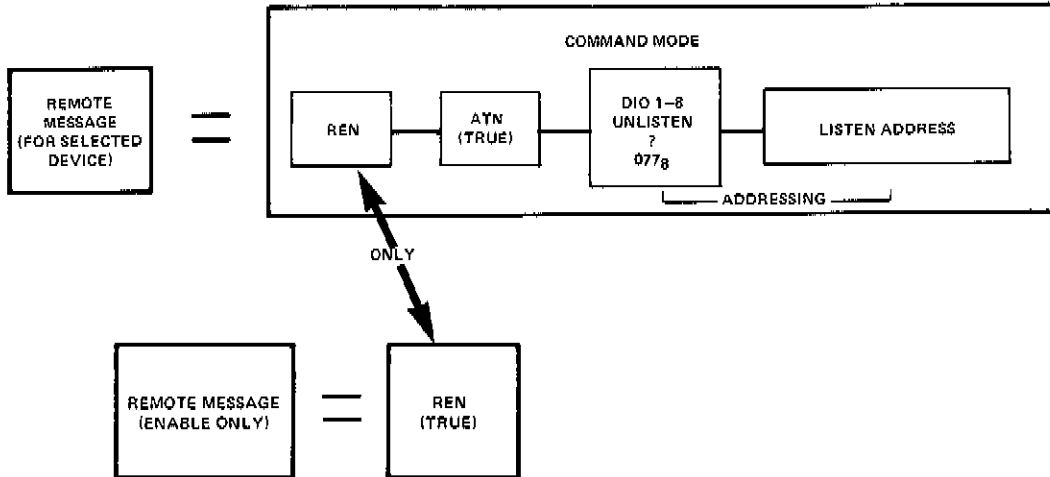 COMMAND MODE
REMOTE
MESSAGE
(FOR SELECTED
DEVICE)
=
REN
ATN
(TRUE)
DIO 1–8
UNLISTEN
?
077₈
LISTEN ADDRESS
ADDRESSING
ONLY
REMOTE MESSAGE
(ENABLE ONLY)
=
REN
(TRUE)